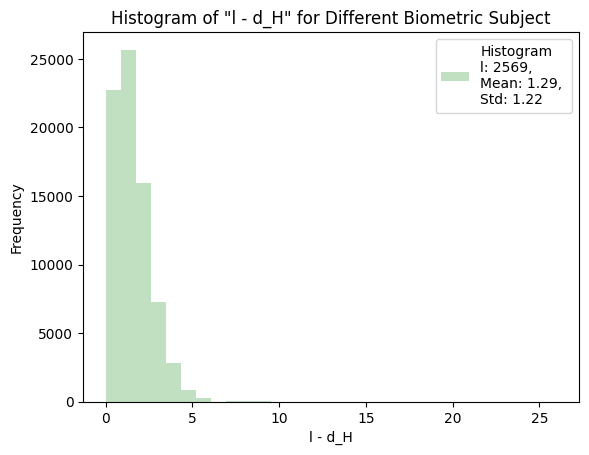 Histogram of "l - d_H" for Different Biometric Subject
Histogram
l: 2569,
Mean: 1.29,
Std: 1.22
Frequency
25000
20000
15000
10000
5000
0
0 5 10 15 20 25
l - d_H